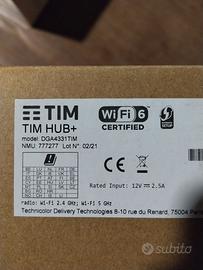 TIM
WiFi 6
CERTIFIED
TIM HUB+
model: DGA4331TIM
NMU: 777277 Lot N°: 02/21
CE
Rated Input: 12V 2.5A
radio: Wi-Fi 2.4 GHz; Wi-Fi 5 GHz
Technicolor Delivery Technologies 8-10 rue du Renard, 75004 Par
subito